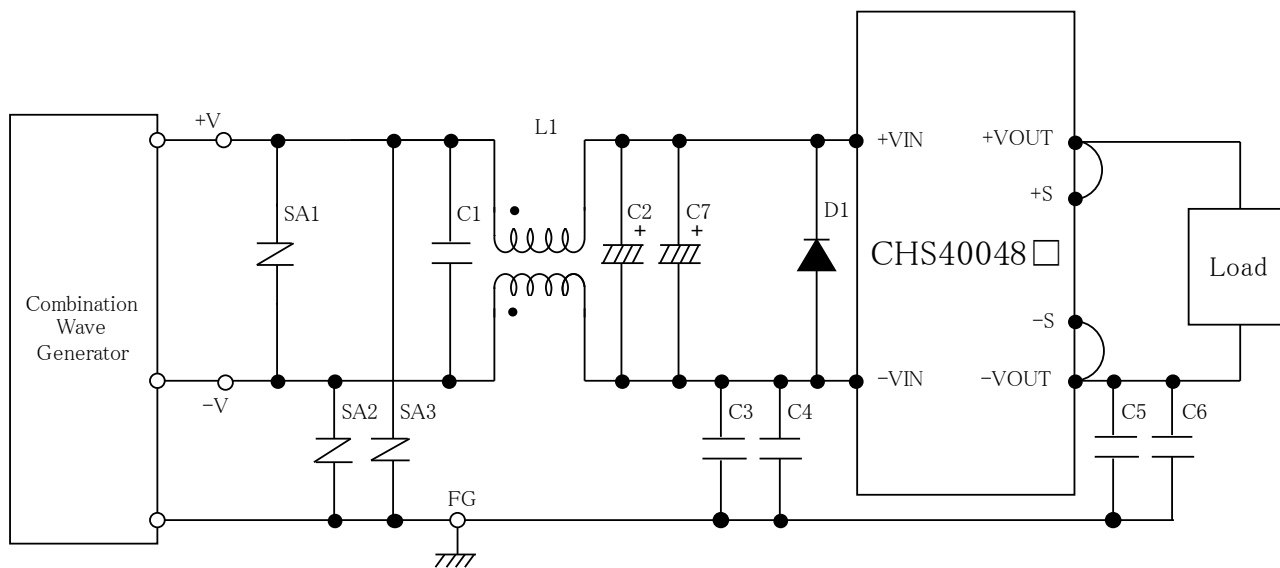 +V
L1
+VIN
+VOUT
+S
SA1
C1
C2
+
C7
+
D1
CHS40048□
Load
Combination
Wave
Generator
−S
−VIN
−VOUT
−V
SA2
SA3
C3
C4
C5
C6
FG